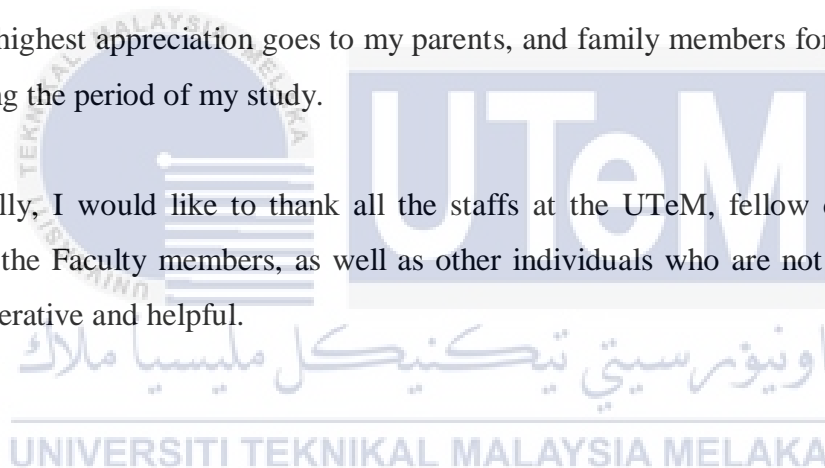 highest appreciation goes to my parents, and family members for
g the period of my study.
lly, I would like to thank all the staffs at the UTeM, fellow
the Faculty members, as well as other individuals who are not
erative and helpful.
UTeM
اونيۏرسيتي تيكنيكل مليسيا ملاك
UNIVERSITI TEKNIKAL MALAYSIA MELAKA